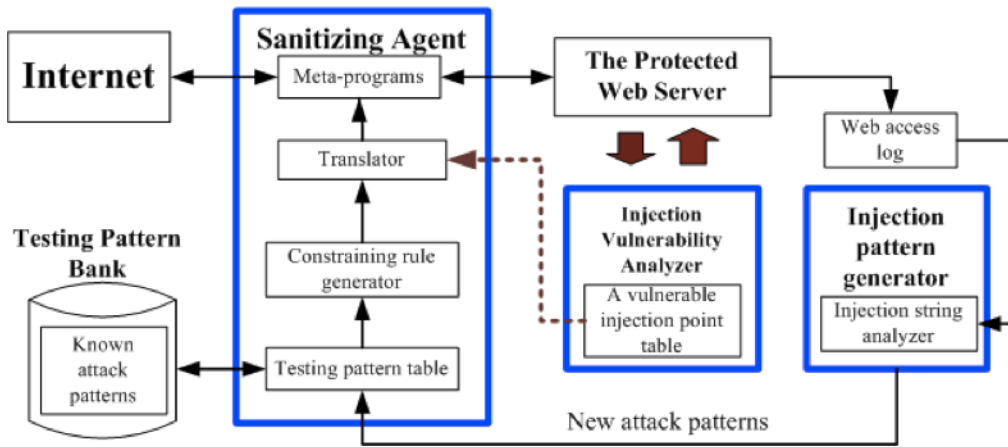 Internet
Sanitizing Agent
Meta-programs
Translator
Constraining rule
generator
Testing pattern table
Testing Pattern
Bank
Known
attack
patterns
The Protected
Web Server
Web access
log
Injection
Vulnerability
Analyzer
A vulnerable
injection point
table
Injection
pattern
generator
Injection string
analyzer
New attack patterns